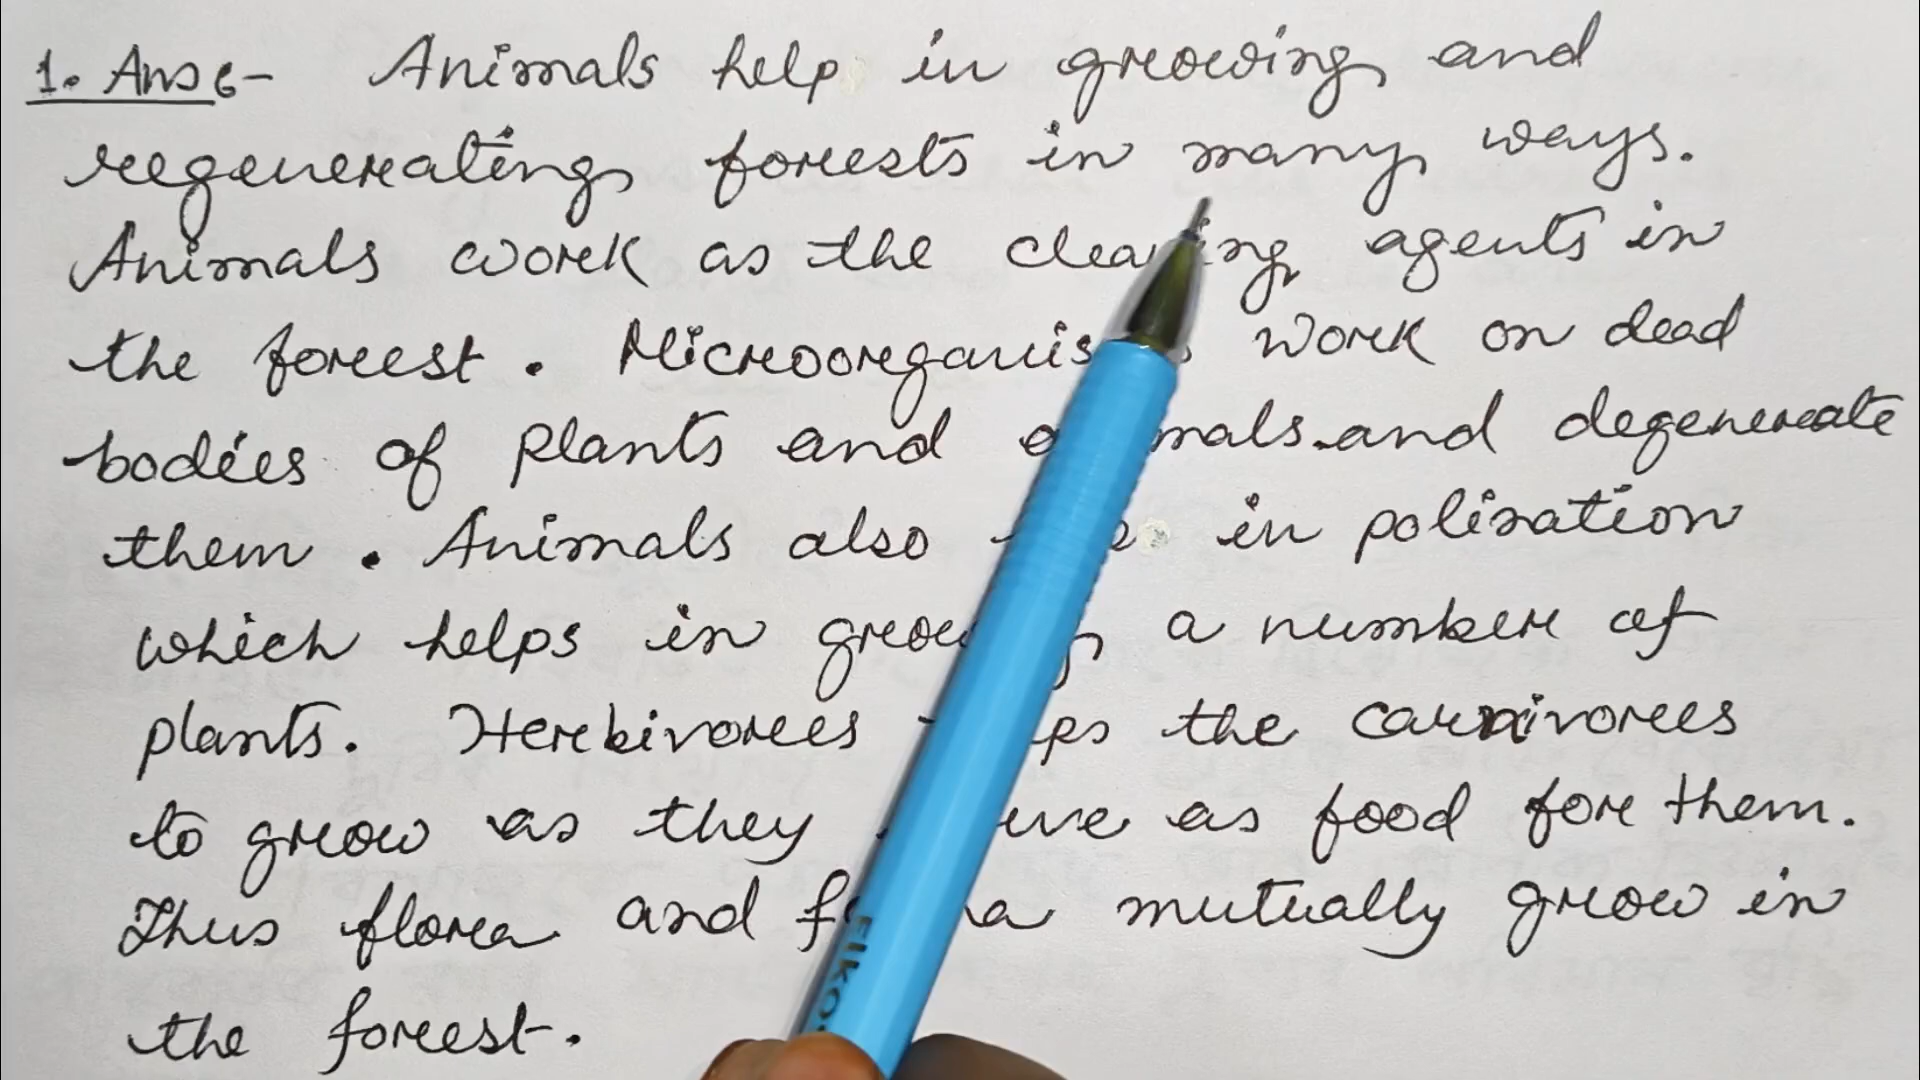 1. Ans:- Animals help in growing and
regenerating forests in many ways.
Animals work as the agents in
the forest. work on dead
bodies of plants and and degenerate
them. Animals also in polination
which helps in a number of
plants. Herbivores the carnivores
to grow as they as food for them.
Thus flora and mutually grow in
the forest.